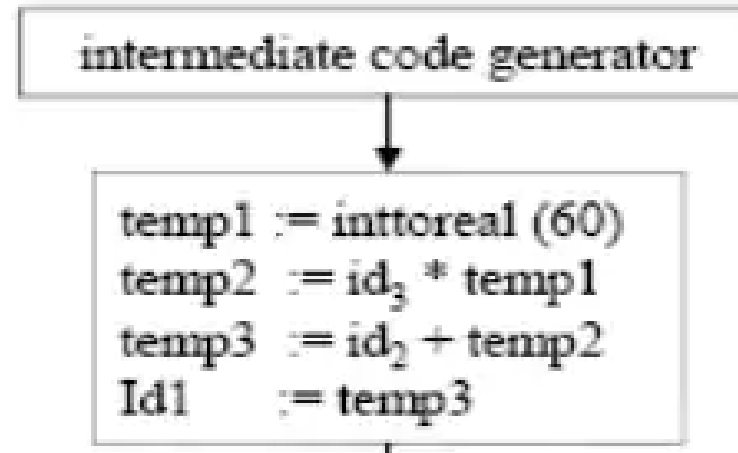 intermediate code generator
temp1 := inttoreal (60)
temp2 := id₃ * temp1
temp3 := id₂ + temp2
Id1 := temp3